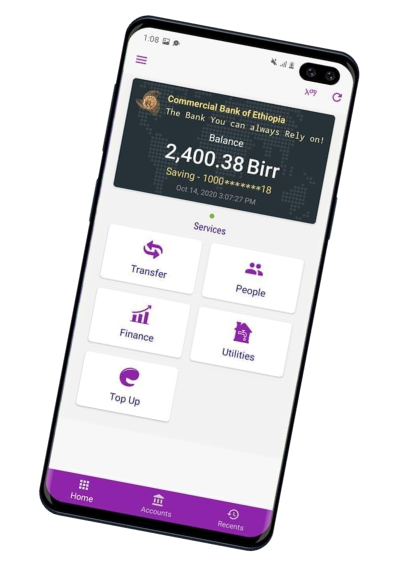 1:08
Commercial Bank of Ethiopia
The Bank You can always Rely on!
Balance
2,400.38 Birr
Saving - 1000*******18
Oct 14, 2020 3:07:27 PM
Services
Transfer
People
Finance
Utilities
Top Up
Home
Accounts
Recents